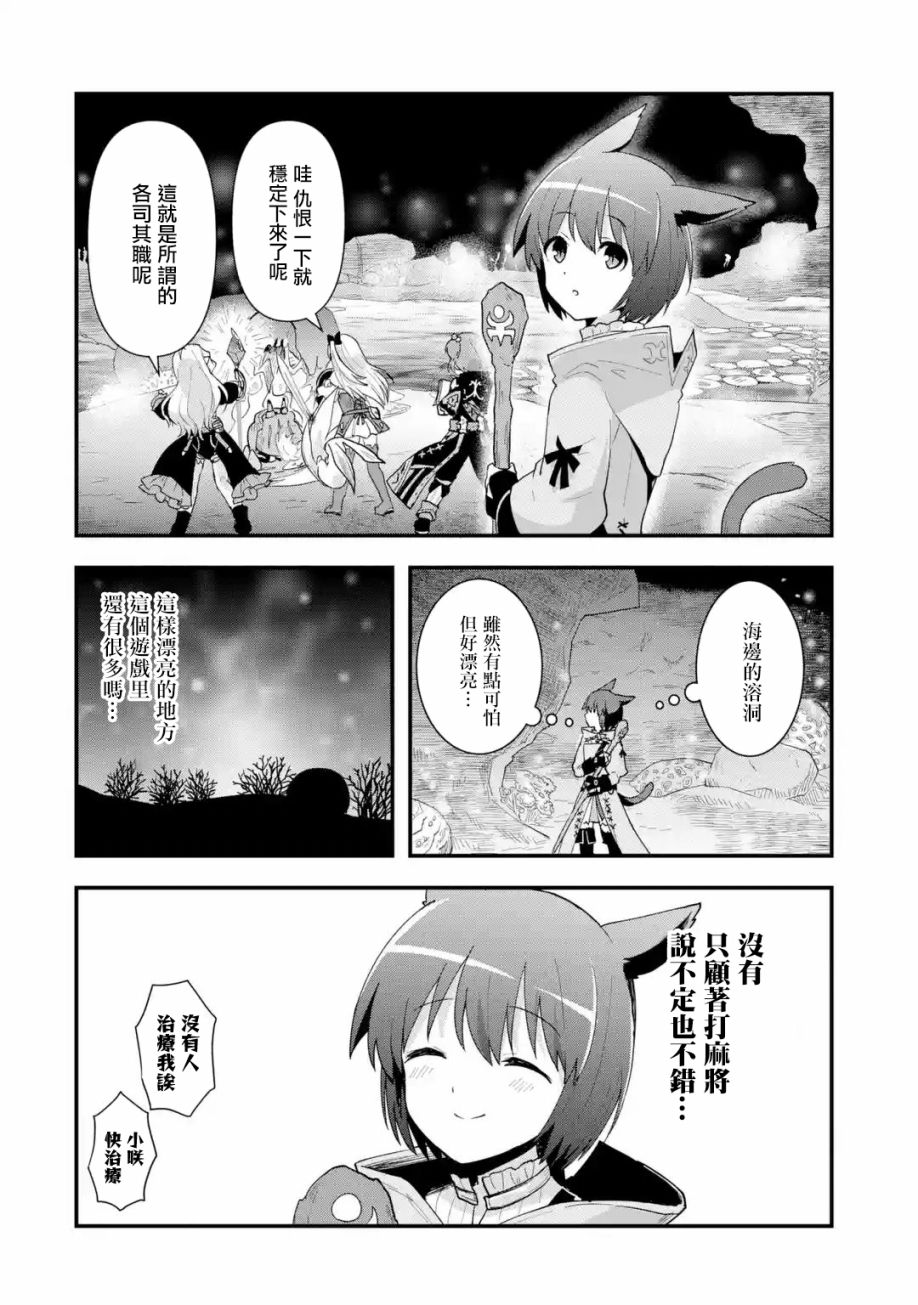 哇 仇恨一下就
穩定下來了呢
這就是所謂的
各司其職呢
海邊的溶洞
雖然有點可怕
但好漂亮…
這樣漂亮的地方
這個遊戲里
還有很多嗎…
沒有
只顧著打麻將
說不定也不錯…
沒有人
治療我誒
小咲
快治療